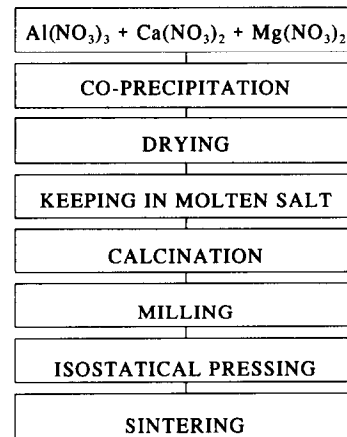 Al(NO₃)₃ + Ca(NO₃)₂ + Mg(NO₃)₂
CO-PRECIPITATION
DRYING
KEEPING IN MOLTEN SALT
CALCINATION
MILLING
ISOSTATICAL PRESSING
SINTERING